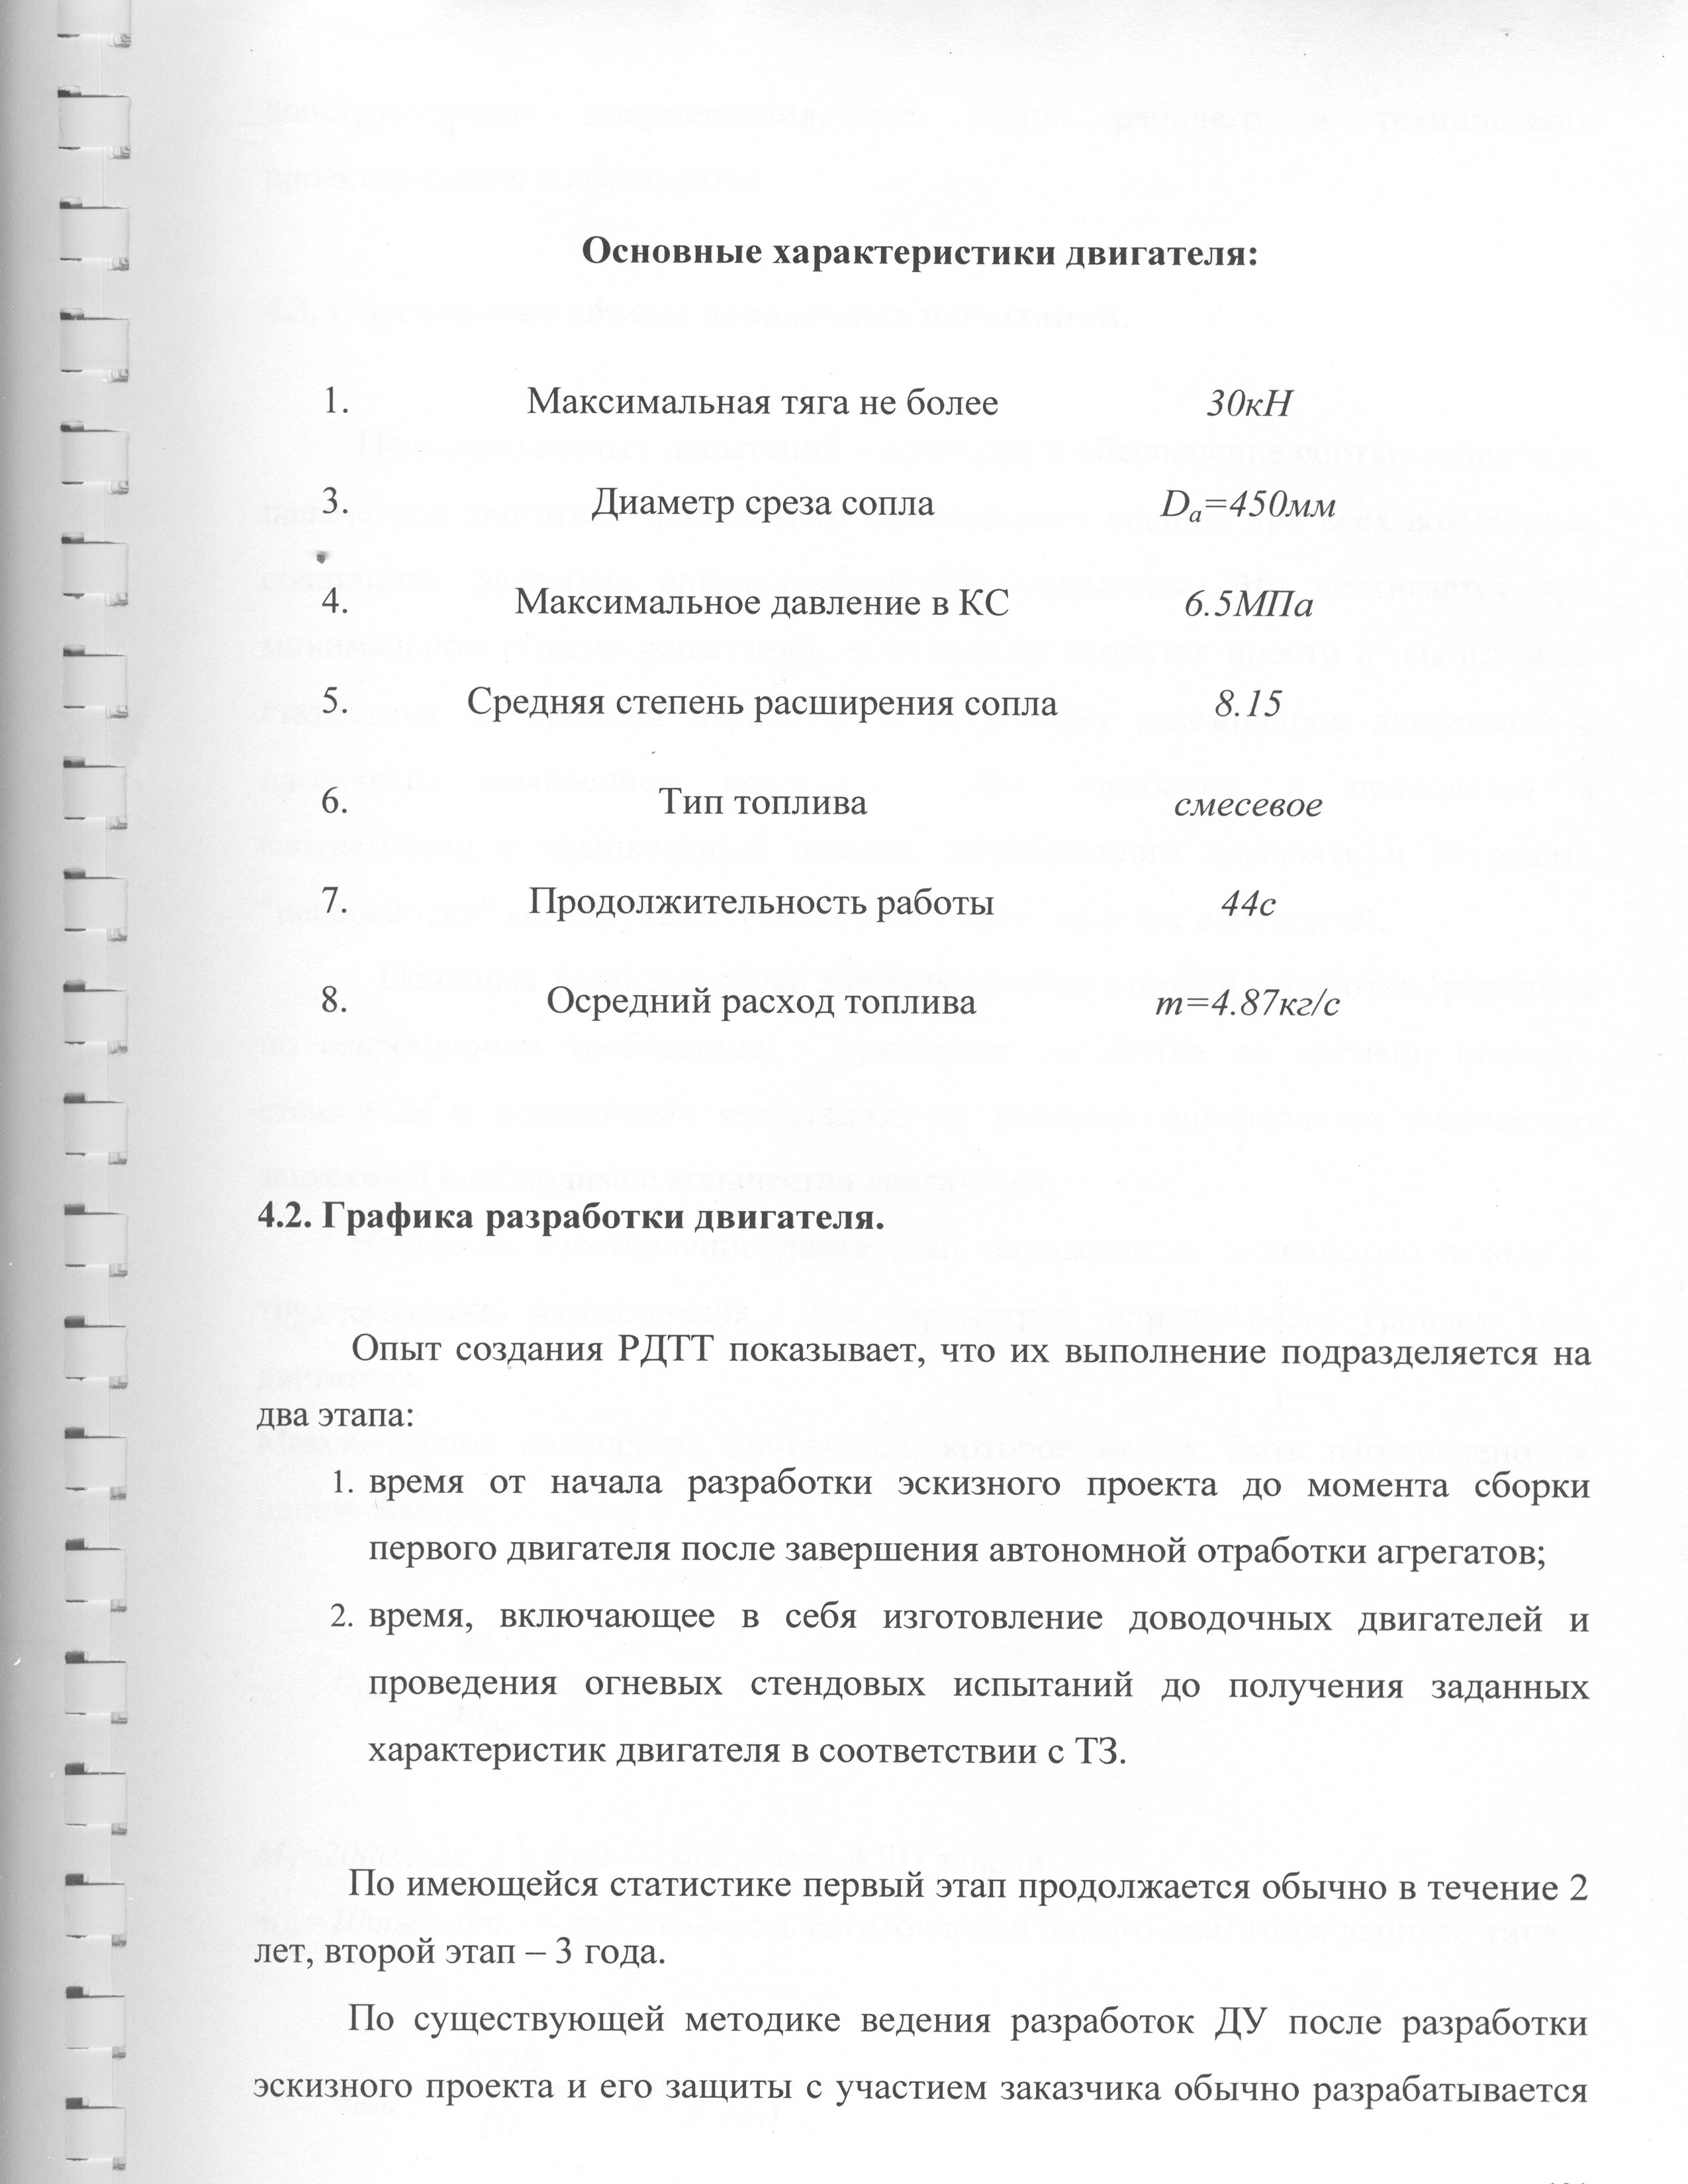 Основные характеристики двигателя:
1. Максимальная тяга не более 30кН
3. Диаметр среза сопла Da=450мм
4. Максимальное давление в КС 6.5МПа
5. Средняя степень расширения сопла 8.15
6. Тип топлива смесевое
7. Продолжительность работы 44с
8. Осредний расход топлива m=4.87кг/с
4.2. Графика разработки двигателя.
Опыт создания РДТТ показывает, что их выполнение подразделяется на
два этапа:
1. время от начала разработки эскизного проекта до момента сборки
первого двигателя после завершения автономной отработки агрегатов;
2. время, включающее в себя изготовление доводочных двигателей и
проведения огневых стендовых испытаний до получения заданных
характеристик двигателя в соответствии с ТЗ.
По имеющейся статистике первый этап продолжается обычно в течение 2
лет, второй этап – 3 года.
По существующей методике ведения разработок ДУ после разработки
эскизного проекта и его защиты с участием заказчика обычно разрабатывается